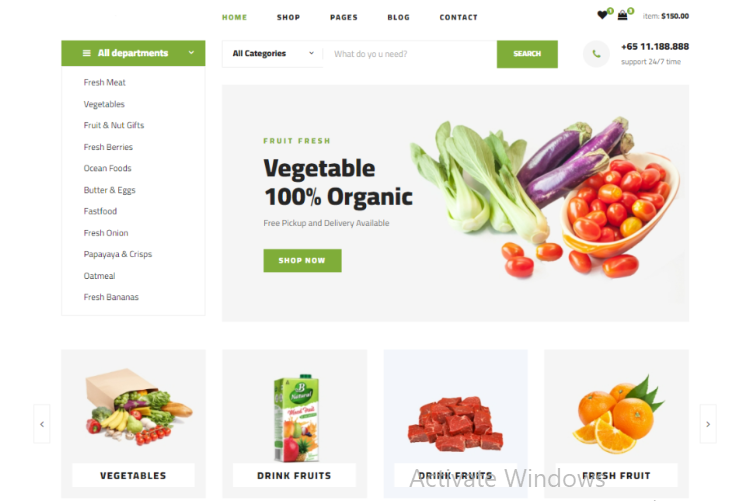 HOME SHOP PAGES BLOG CONTACT 1 3 item: $150.00
All departments All Categories What do yo u need? SEARCH +65 11.188.888
support 24/7 time
Fresh Meat
Vegetables
Fruit & Nut Gifts
Fresh Berries
Ocean Foods
Butter & Eggs
Fastfood
Fresh Onion
Papayaya & Crisps
Oatmeal
Fresh Bananas
FRUIT FRESH
Vegetable
100% Organic
Free Pickup and Delivery Available
SHOP NOW
B
Natural
Mixed Fruit
VEGETABLES DRINK FRUITS DRINK FRUITS FRESH FRUIT
Activate Windows